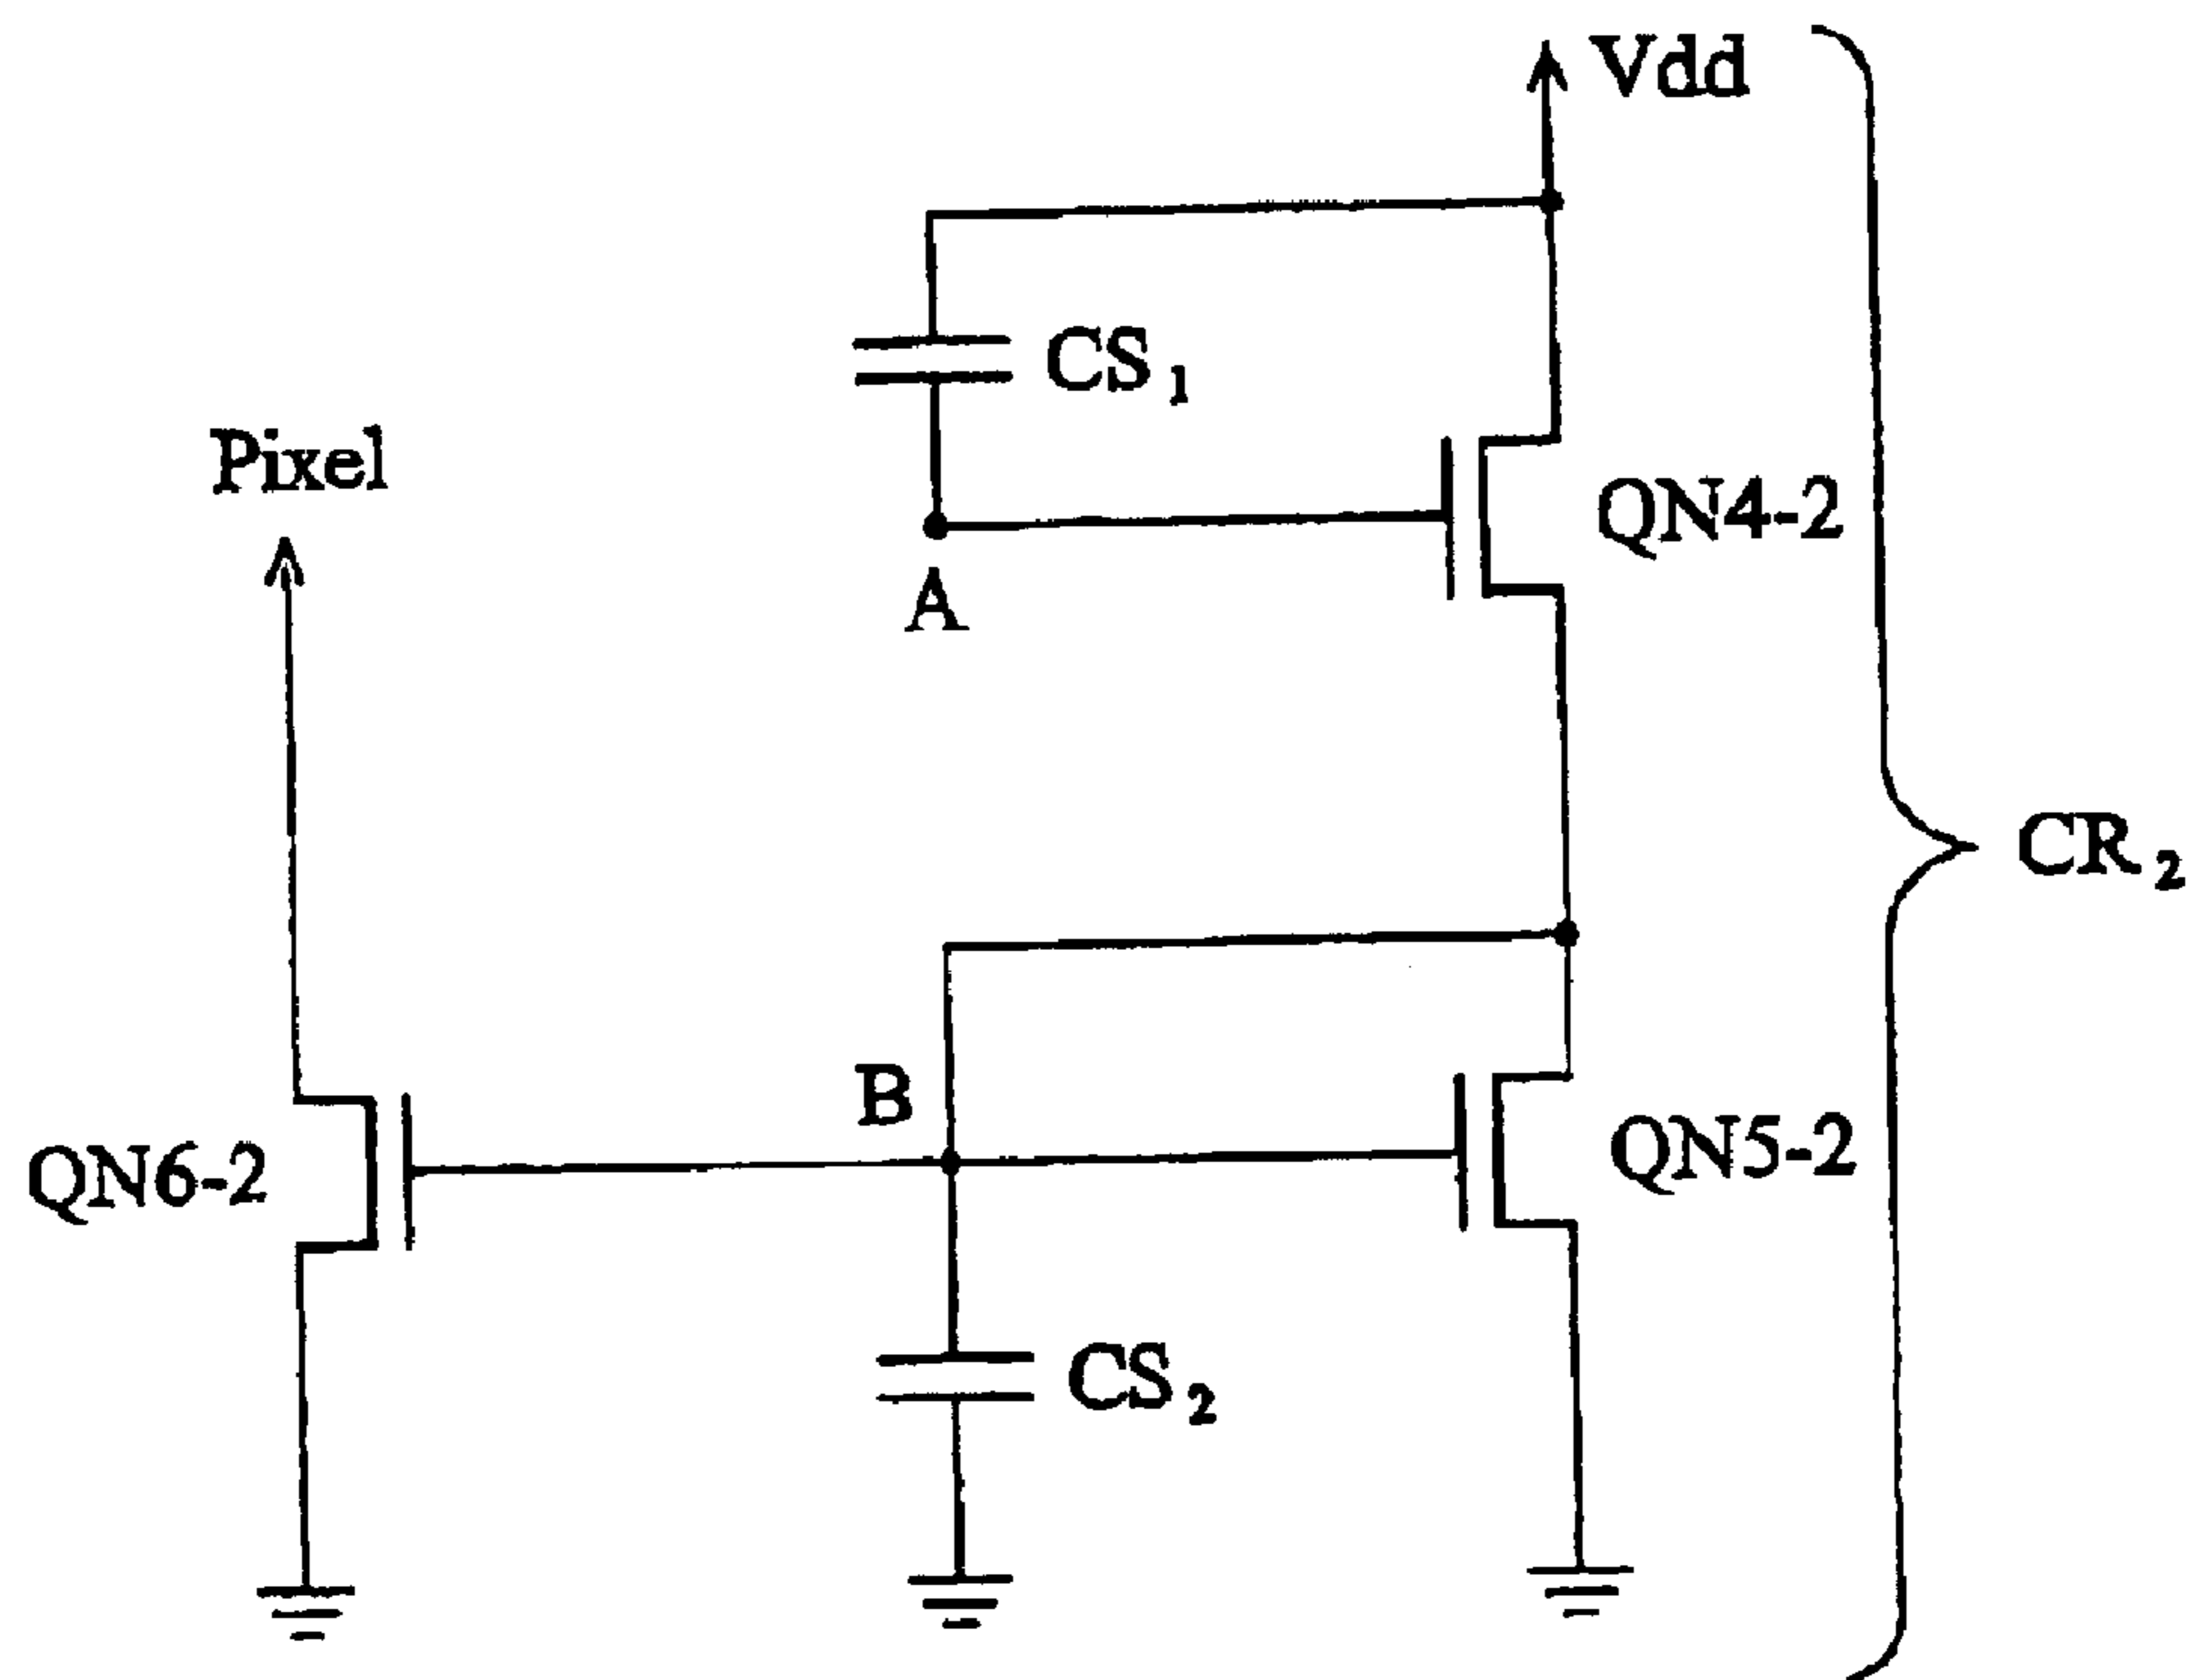 Vdd
CS₁
Pixel
QN4-2
A
CR₂
B
QN6-2
QN5-2
CS₂